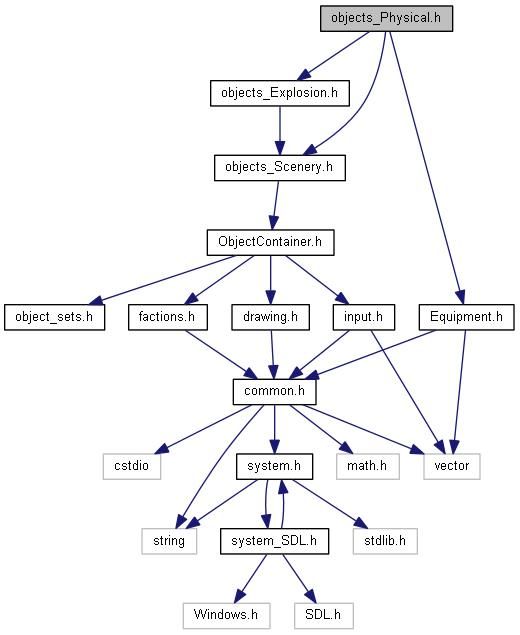 objects_Physical.h
objects_Explosion.h
objects_Scenery.h
ObjectContainer.h
object_sets.h
factions.h
drawing.h
input.h
Equipment.h
common.h
cstdio
system.h
math.h
vector
string
system_SDL.h
stdlib.h
Windows.h
SDL.h